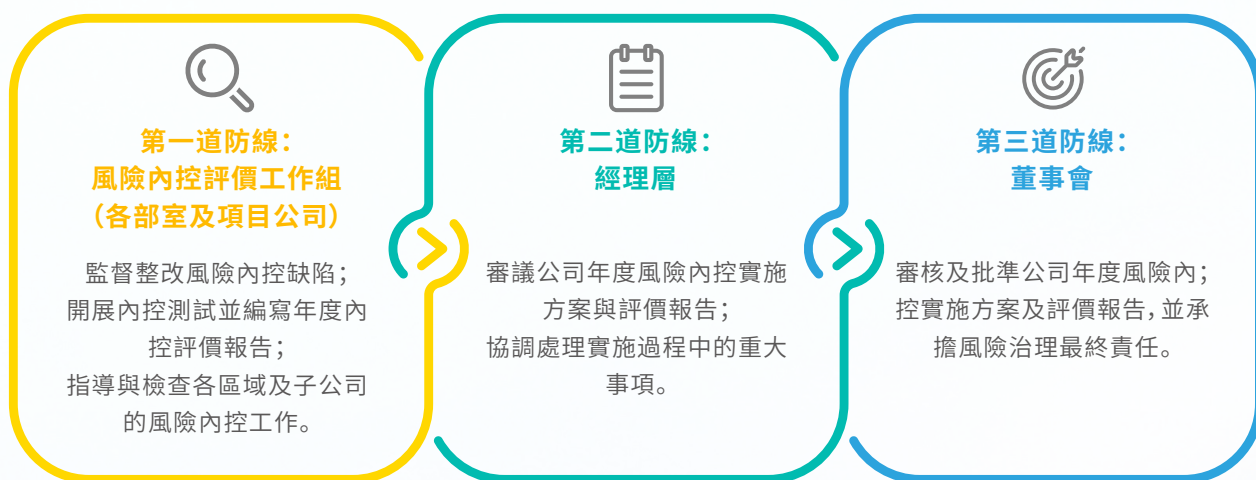 第一道防線：
風險內控評價工作組
（各部室及項目公司）
監督整改風險內控缺陷；
開展內控測試並編寫年度內
控評價報告；
指導與檢查各區域及子公司
的風險內控工作。
第二道防線：
經理層
審議公司年度風險內控實施
方案與評價報告；
協調處理實施過程中的重大
事項。
第三道防線：
董事會
審核及批準公司年度風險內；
控實施方案及評價報告，並承
擔風險治理最終責任。